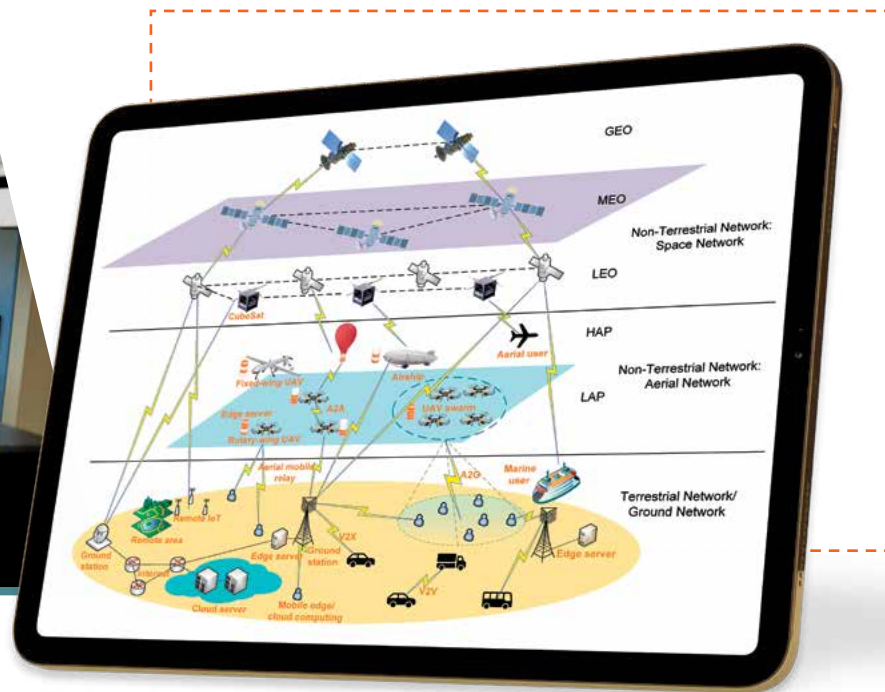 GEO
MEO
Non-Terrestrial Network:
Space Network
LEO
CubeSat
HAP
Aerial user
Fixed-wing UAV
Airship
Non-Terrestrial Network:
Aerial Network
LAP
A2A
UAV swarm
Edge server
Rotary-wing UAV
Aerial mobile
relay
A2G
Marine
user
Terrestrial Network/
Ground Network
Remote IoT
Remote area
Ground
station
Internet
Edge server
Ground
station
V2X
Edge server
Cloud server
Mobile edge/
cloud computing
V2V